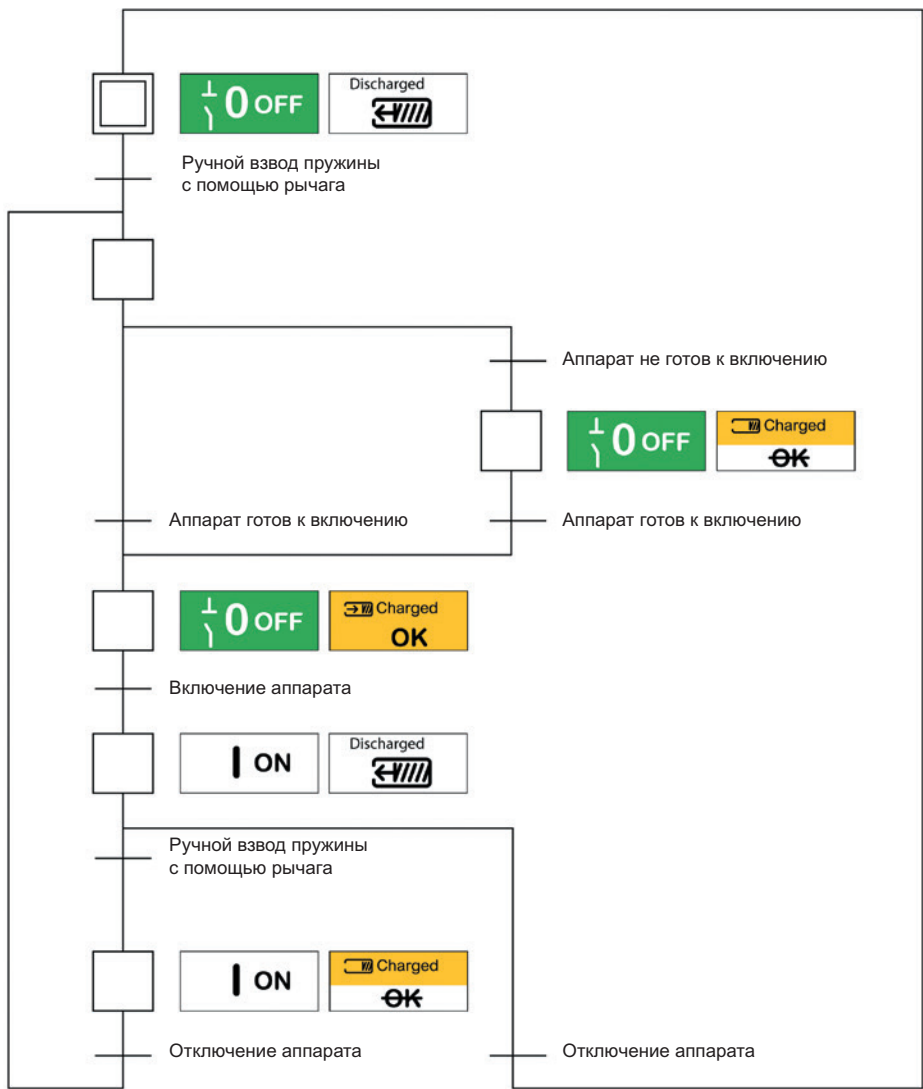 0 OFF
Discharged
Ручной взвод пружины
с помощью рычага
Аппарат не готов к включению
0 OFF
Charged
OK
Аппарат готов к включению
Аппарат готов к включению
0 OFF
Charged
OK
Включение аппарата
I ON
Discharged
Ручной взвод пружины
с помощью рычага
I ON
Charged
OK
Отключение аппарата
Отключение аппарата